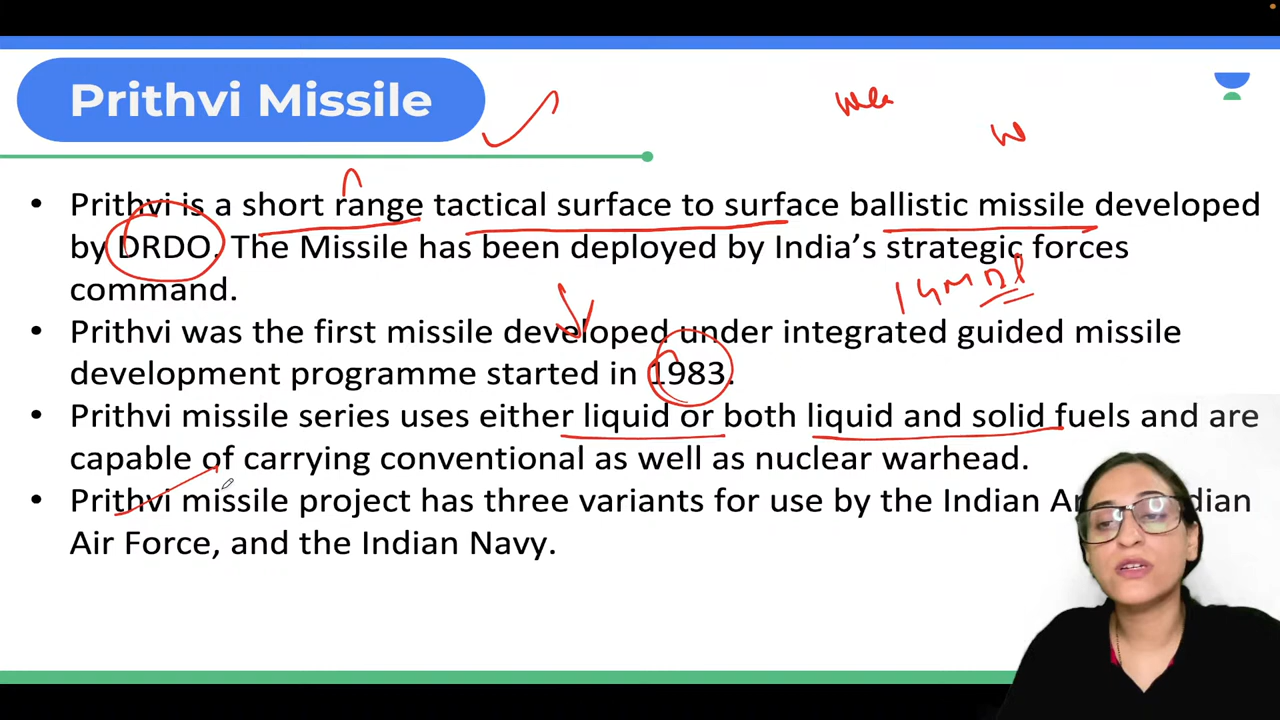 Prithvi Missile
• Prithvi is a short range tactical surface to surface ballistic missile developed
by DRDO. The Missile has been deployed by India’s strategic forces
command.
IGMDP
• Prithvi was the first missile developed under integrated guided missile
development programme started in 1983.
• Prithvi missile series uses either liquid or both liquid and solid fuels and are
capable of carrying conventional as well as nuclear warhead.
• Prithvi missile project has three variants for use by the Indian
Air Force, and the Indian Navy.